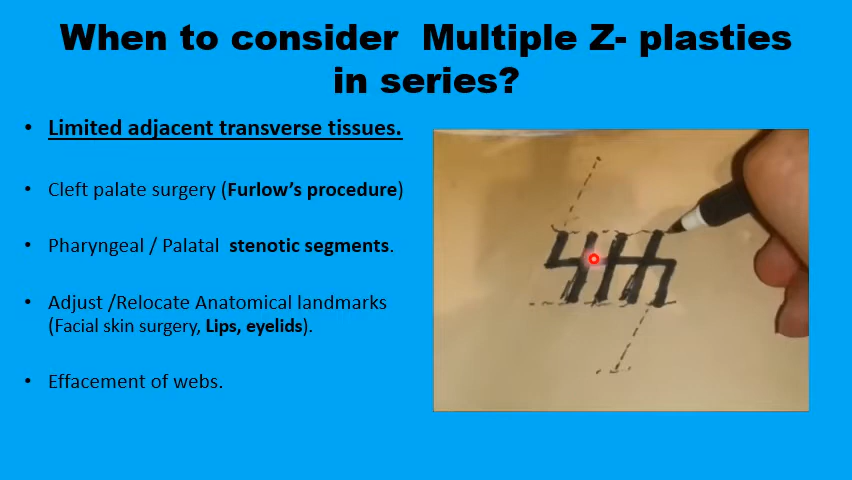 When to consider  Multiple Z- plasties
in series?
• Limited adjacent transverse tissues.
• Cleft palate surgery (Furlow’s procedure)
• Pharyngeal / Palatal  stenotic segments.
• Adjust /Relocate Anatomical landmarks
(Facial skin surgery, Lips, eyelids).
• Effacement of webs.